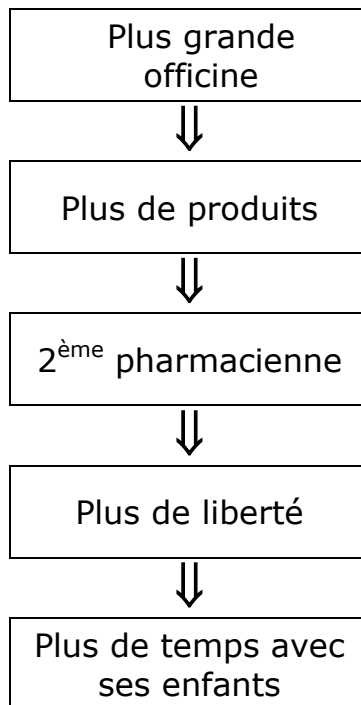 Plus grande
officine
⇓
Plus de produits
⇓
2ème pharmacienne
⇓
Plus de liberté
⇓
Plus de temps avec
ses enfants